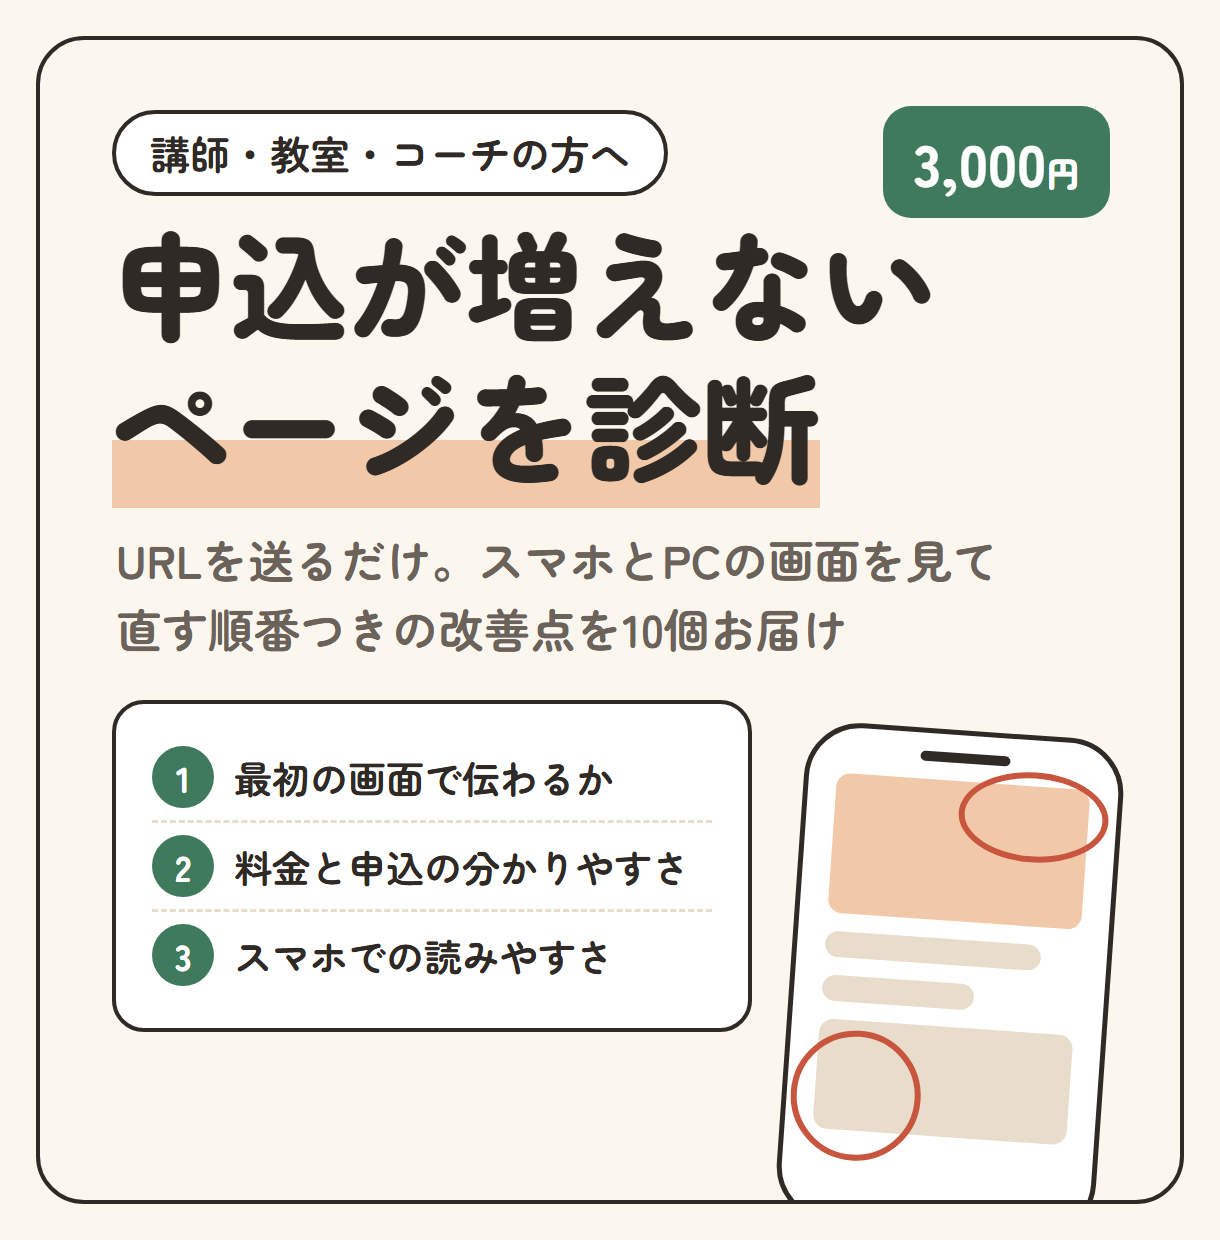 講師・教室・コーチの方へ
3,000円
申込が増えない
ページを診断
URLを送るだけ。スマホとPCの画面を見て
直す順番つきの改善点を10個お届け
1 最初の画面で伝わるか
2 料金と申込の分かりやすさ
3 スマホでの読みやすさ